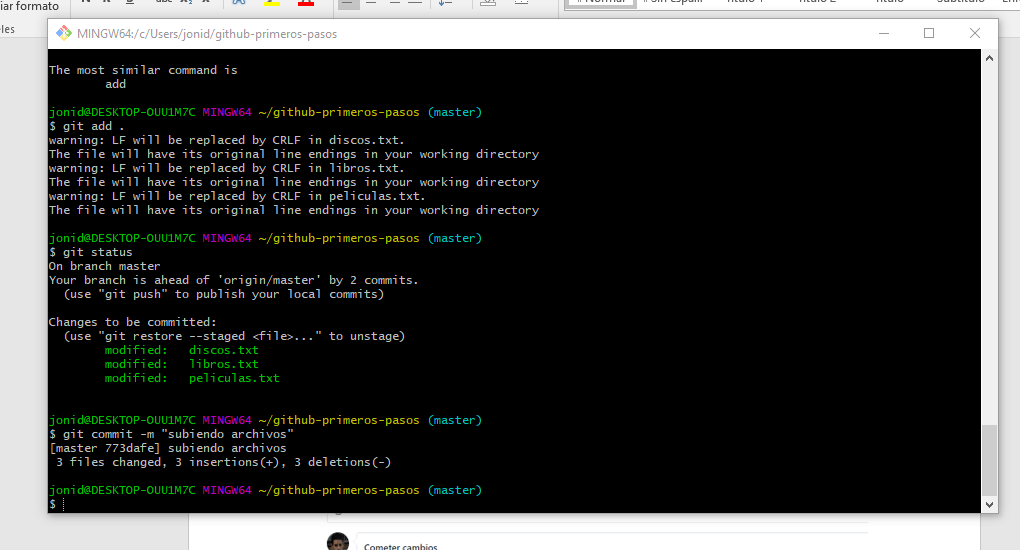 iar formato
les
MINGW64:/c/Users/jonid/github-primeros-pasos
The most similar command is
add
jonid@DESKTOP-OUU1M7C MINGW64 ~/github-primeros-pasos (master)
$ git add .
warning: LF will be replaced by CRLF in discos.txt.
The file will have its original line endings in your working directory
warning: LF will be replaced by CRLF in libros.txt.
The file will have its original line endings in your working directory
warning: LF will be replaced by CRLF in peliculas.txt.
The file will have its original line endings in your working directory
jonid@DESKTOP-OUU1M7C MINGW64 ~/github-primeros-pasos (master)
$ git status
On branch master
Your branch is ahead of 'origin/master' by 2 commits.
(use "git push" to publish your local commits)
Changes to be committed:
(use "git restore --staged <file>..." to unstage)
modified: discos.txt
modified: libros.txt
modified: peliculas.txt
jonid@DESKTOP-OUU1M7C MINGW64 ~/github-primeros-pasos (master)
$ git commit -m "subiendo archivos"
[master 773dafe] subiendo archivos
3 files changed, 3 insertions(+), 3 deletions(-)
jonid@DESKTOP-OUU1M7C MINGW64 ~/github-primeros-pasos (master)
$
Cometer cambios